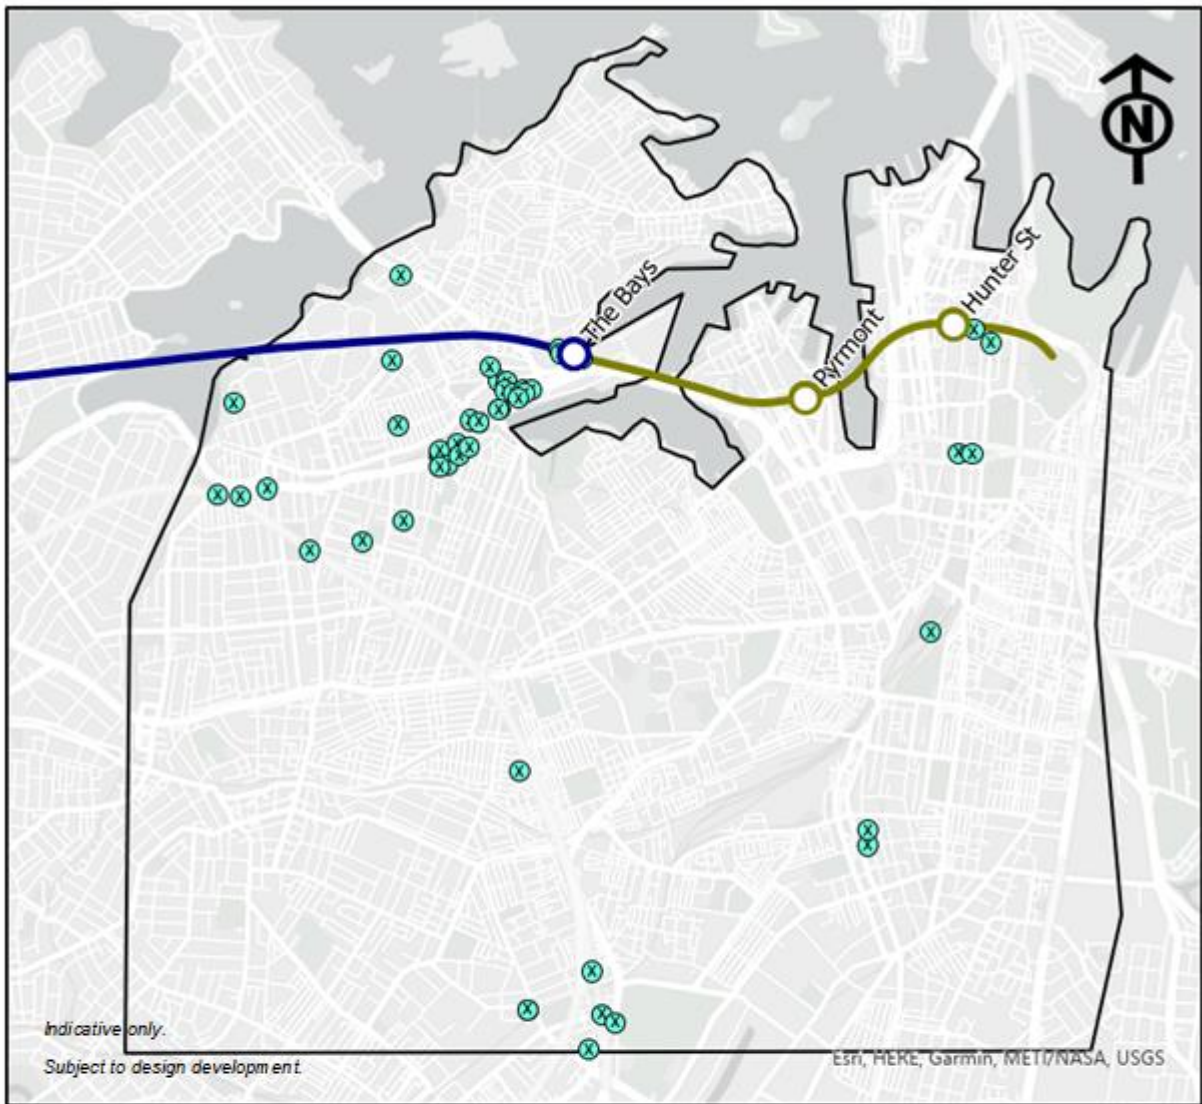 N
The Bays
Pyrmont
Hunter St
Indicative only.
Subject to design development.
Esri, HERE, Garmin, METI/NASA, USGS